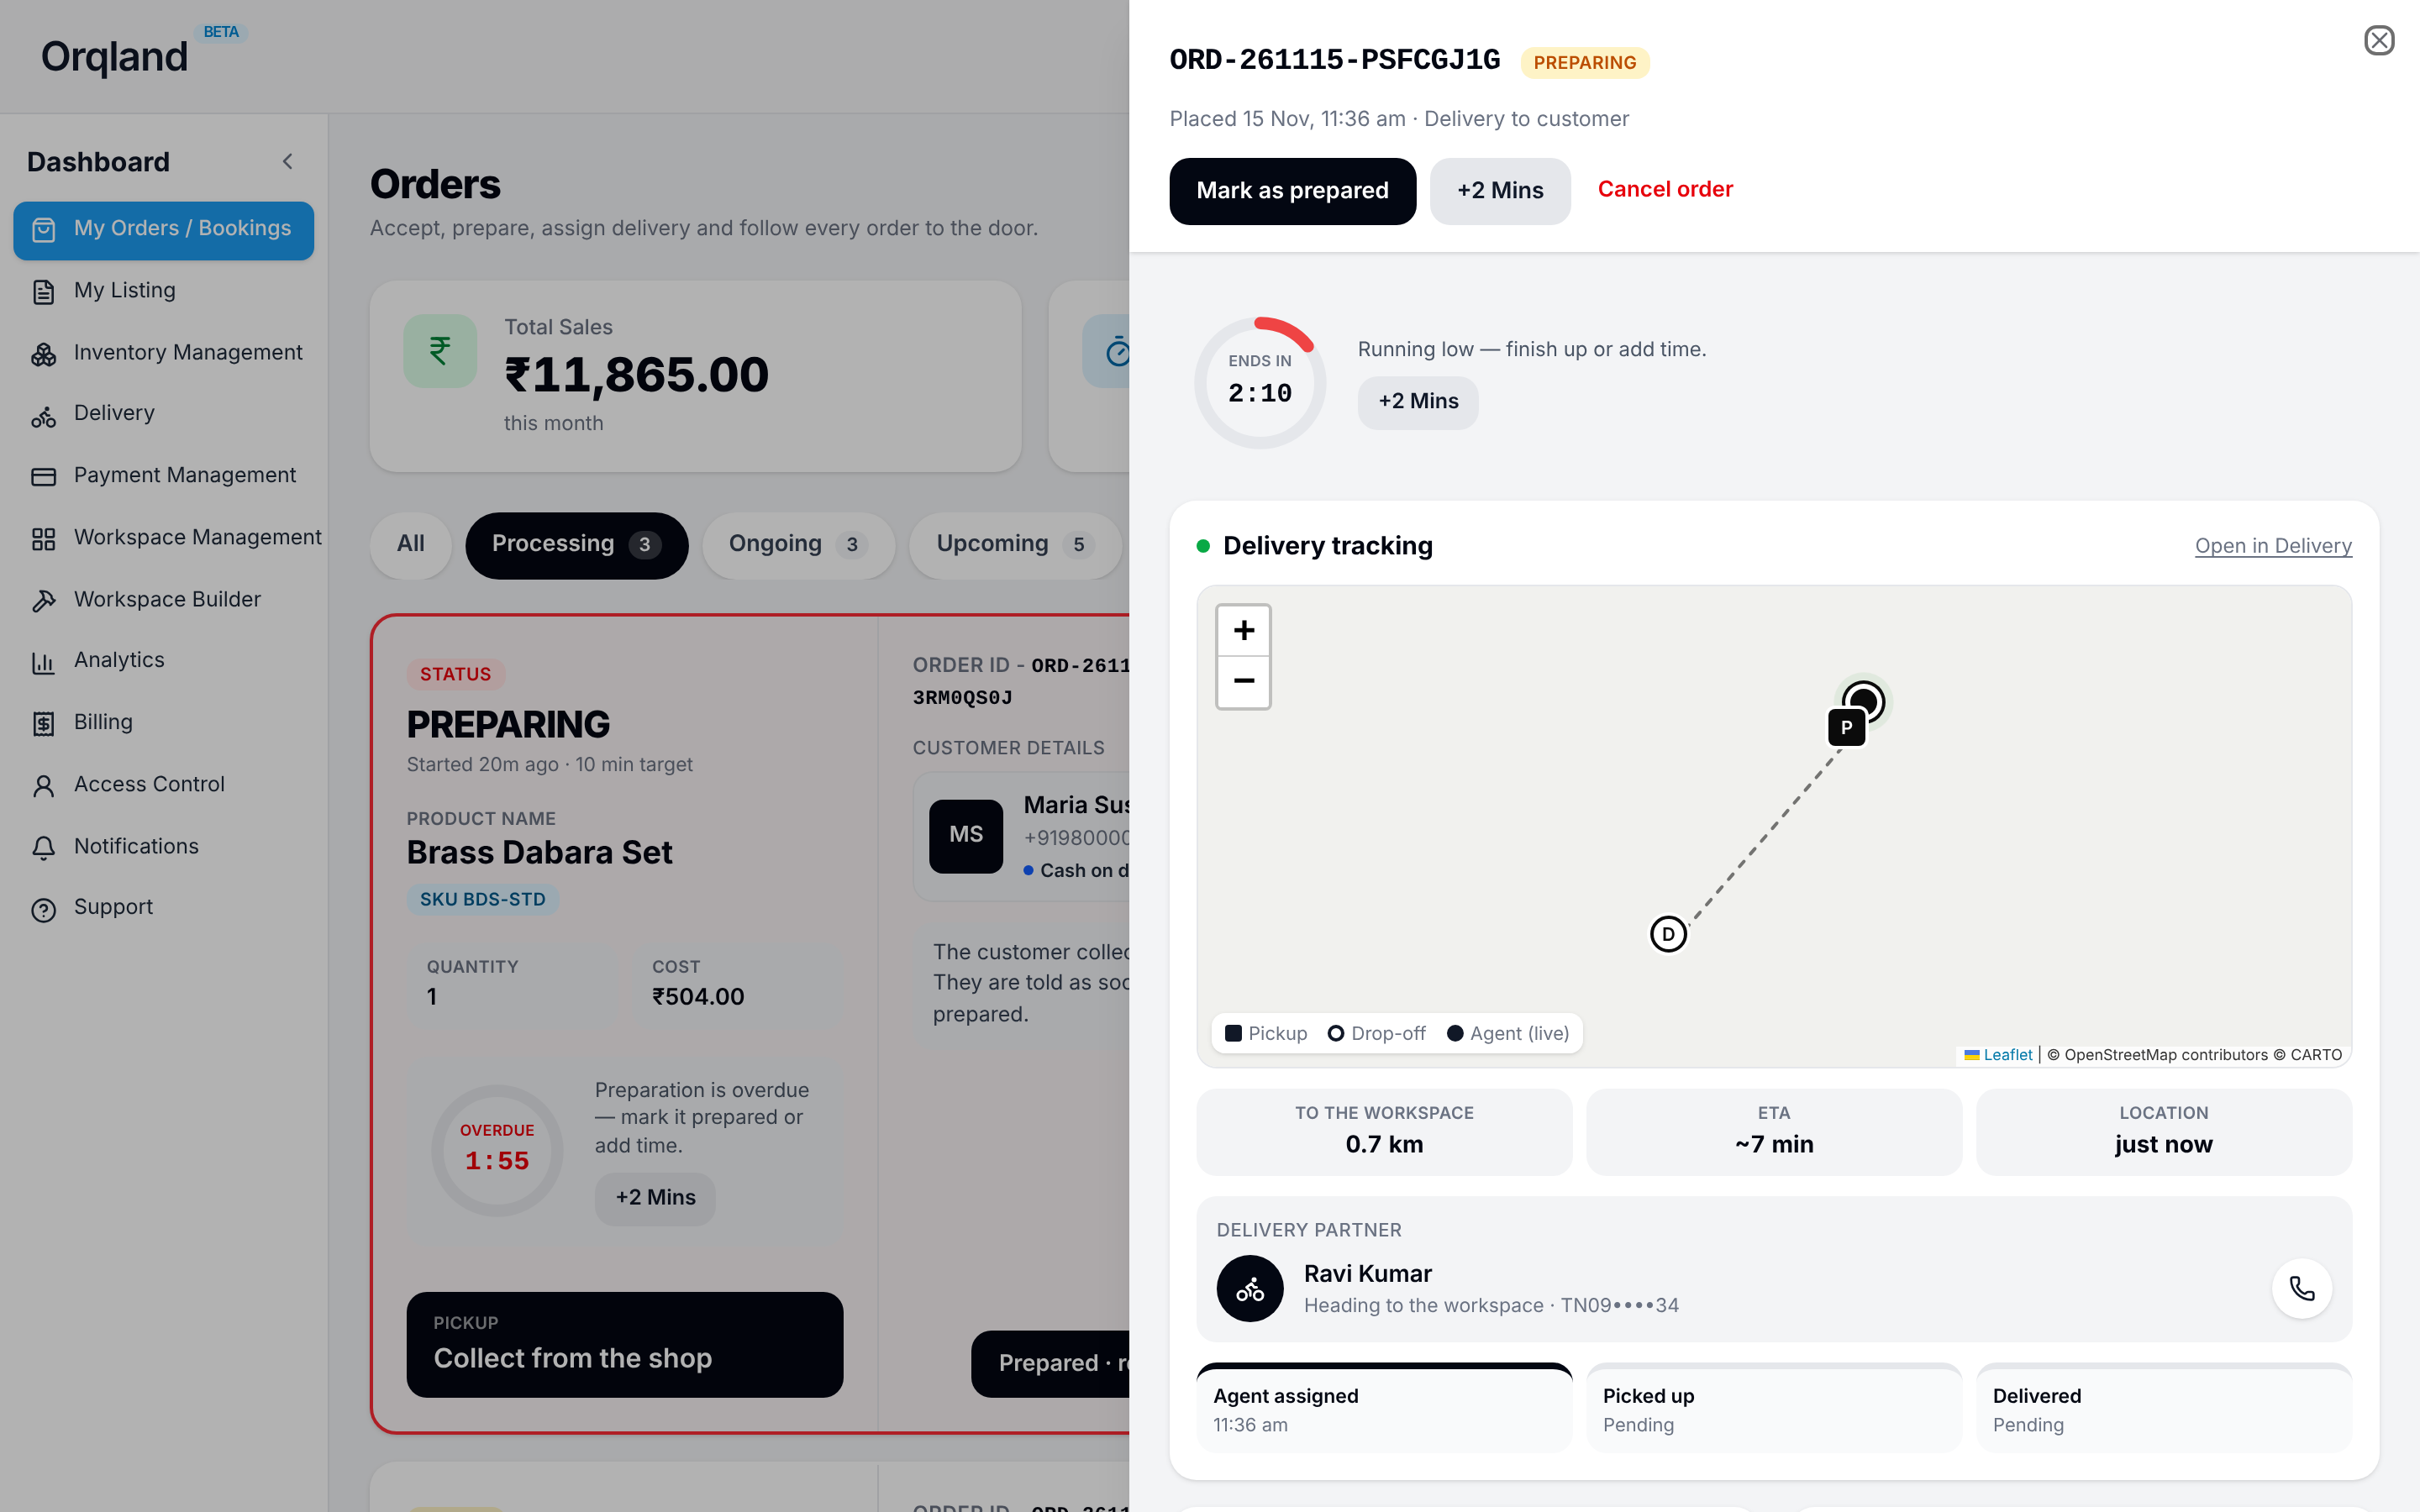 Orqland
BETA
Dashboard
My Orders / Bookings
My Listing
Inventory Management
Delivery
Payment Management
Workspace Management
Workspace Builder
Analytics
Billing
Access Control
Notifications
Support
Orders
Accept, prepare, assign delivery and follow every order to the door.
Total Sales
₹11,865.00
this month
All
Processing 3
Ongoing 3
Upcoming 5
STATUS
PREPARING
Started 20m ago · 10 min target
PRODUCT NAME
Brass Dabara Set
SKU BDS-STD
QUANTITY
1
COST
₹504.00
OVERDUE
1:55
Preparation is overdue
— mark it prepared or
add time.
+2 Mins
PICKUP
Collect from the shop
ORDER ID - ORD-2611
3RM0QS0J
CUSTOMER DETAILS
MS
Maria Sus
+91980000
Cash on d
The customer collec
They are told as soo
prepared.
Prepared · r
ORDER ID
ORD-261115-PSFCGJ1G
PREPARING
Placed 15 Nov, 11:36 am · Delivery to customer
Mark as prepared
+2 Mins
Cancel order
ENDS IN
2:10
Running low — finish up or add time.
+2 Mins
Delivery tracking
Open in Delivery
+
−
P
D
Pickup
Drop-off
Agent (live)
Leaflet | © OpenStreetMap contributors © CARTO
TO THE WORKSPACE
0.7 km
ETA
~7 min
LOCATION
just now
DELIVERY PARTNER
Ravi Kumar
Heading to the workspace · TN09••••34
Agent assigned
11:36 am
Picked up
Pending
Delivered
Pending